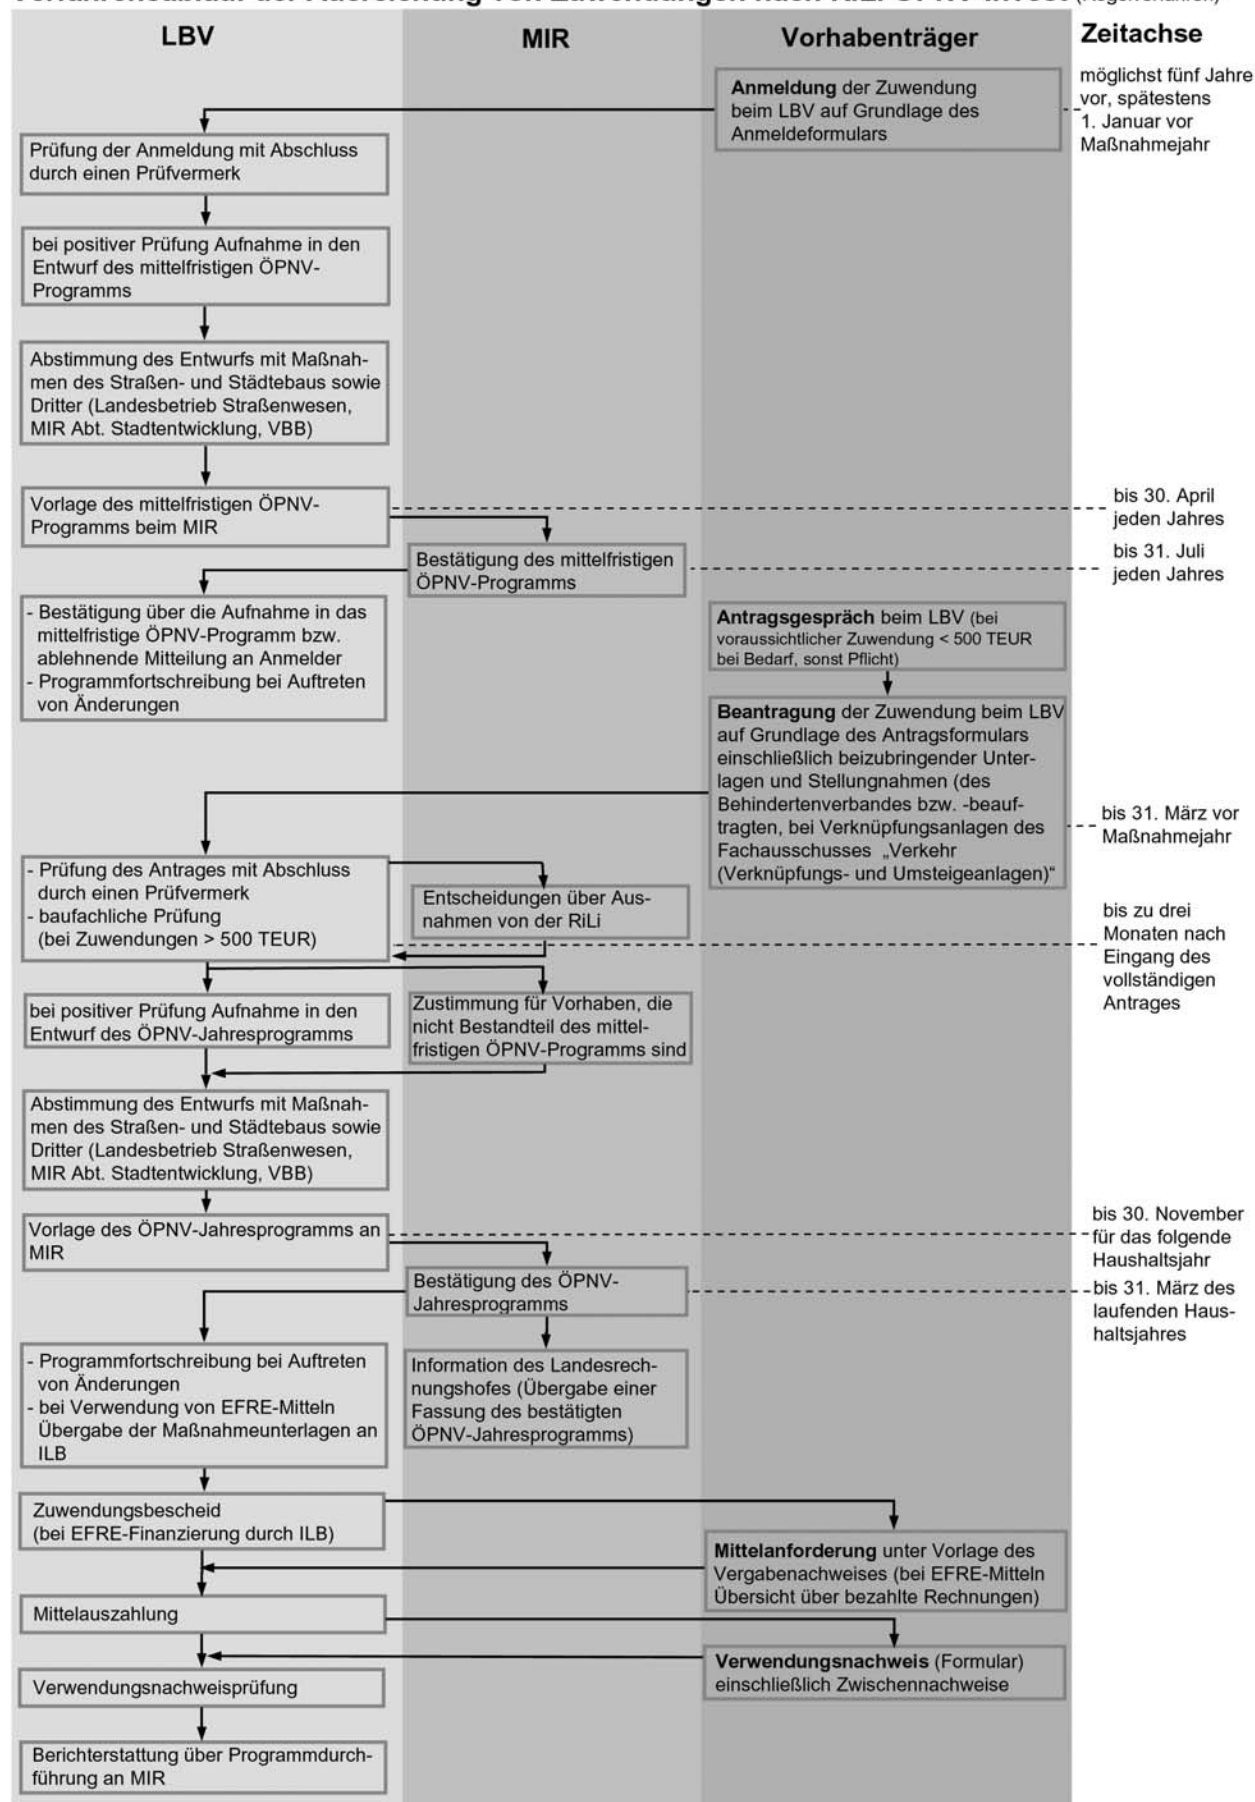 LBV
MIR
Vorhabenträger
Zeitachse
Anmeldung der Zuwendung
beim LBV auf Grundlage des
Anmeldeformulars
möglichst fünf Jahre
vor, spätestens
1. Januar vor
Maßnahmejahr
Prüfung der Anmeldung mit Abschluss
durch einen Prüfvermerk
bei positiver Prüfung Aufnahme in den
Entwurf des mittelfristigen ÖPNV-
Programms
Abstimmung des Entwurfs mit Maßnah-
men des Straßen- und Städtebaus sowie
Dritter (Landesbetrieb Straßenwesen,
MIR Abt. Stadtentwicklung, VBB)
Vorlage des mittelfristigen ÖPNV-
Programms beim MIR
bis 30. April
jeden Jahres
Bestätigung des mittelfristigen
ÖPNV-Programms
bis 31. Juli
jeden Jahres
- Bestätigung über die Aufnahme in das
mittelfristige ÖPNV-Programm bzw.
ablehnende Mitteilung an Anmelder
- Programmfortschreibung bei Auftreten
von Änderungen
Antragsgespräch beim LBV (bei
voraussichtlicher Zuwendung < 500 TEUR
bei Bedarf, sonst Pflicht)
Beantragung der Zuwendung beim LBV
auf Grundlage des Antragsformulars
einschließlich beizubringender Unter-
lagen und Stellungnahmen (des
Behindertenverbandes bzw. -beauf-
tragten, bei Verknüpfungsanlagen des
Fachausschusses „Verkehr
(Verknüpfungs- und Umsteigeanlagen)“
bis 31. März vor
Maßnahmejahr
- Prüfung des Antrages mit Abschluss
durch einen Prüfvermerk
- baufachliche Prüfung
(bei Zuwendungen > 500 TEUR)
Entscheidungen über Aus-
nahmen von der RiLi
bis zu drei
Monaten nach
Eingang des
vollständigen
Antrages
bei positiver Prüfung Aufnahme in den
Entwurf des ÖPNV-Jahresprogramms
Zustimmung für Vorhaben, die
nicht Bestandteil des mittel-
fristigen ÖPNV-Programms sind
Abstimmung des Entwurfs mit Maßnah-
men des Straßen- und Städtebaus sowie
Dritter (Landesbetrieb Straßenwesen,
MIR Abt. Stadtentwicklung, VBB)
Vorlage des ÖPNV-Jahresprogramms an
MIR
bis 30. November
für das folgende
Haushaltsjahr
Bestätigung des ÖPNV-
Jahresprogramms
bis 31. März des
laufenden Haus-
haltsjahres
- Programmfortschreibung bei Auftreten
von Änderungen
- bei Verwendung von EFRE-Mitteln
Übergabe der Maßnahmeunterlagen an
ILB
Information des Landesrech-
nungshofes (Übergabe einer
Fassung des bestätigten
ÖPNV-Jahresprogramms)
Zuwendungsbescheid
(bei EFRE-Finanzierung durch ILB)
Mittelanforderung unter Vorlage des
Vergabenachweises (bei EFRE-Mitteln
Übersicht über bezahlte Rechnungen)
Mittelauszahlung
Verwendungsnachweis (Formular)
einschließlich Zwischennachweise
Verwendungsnachweisprüfung
Berichterstattung über Programmdurch-
führung an MIR